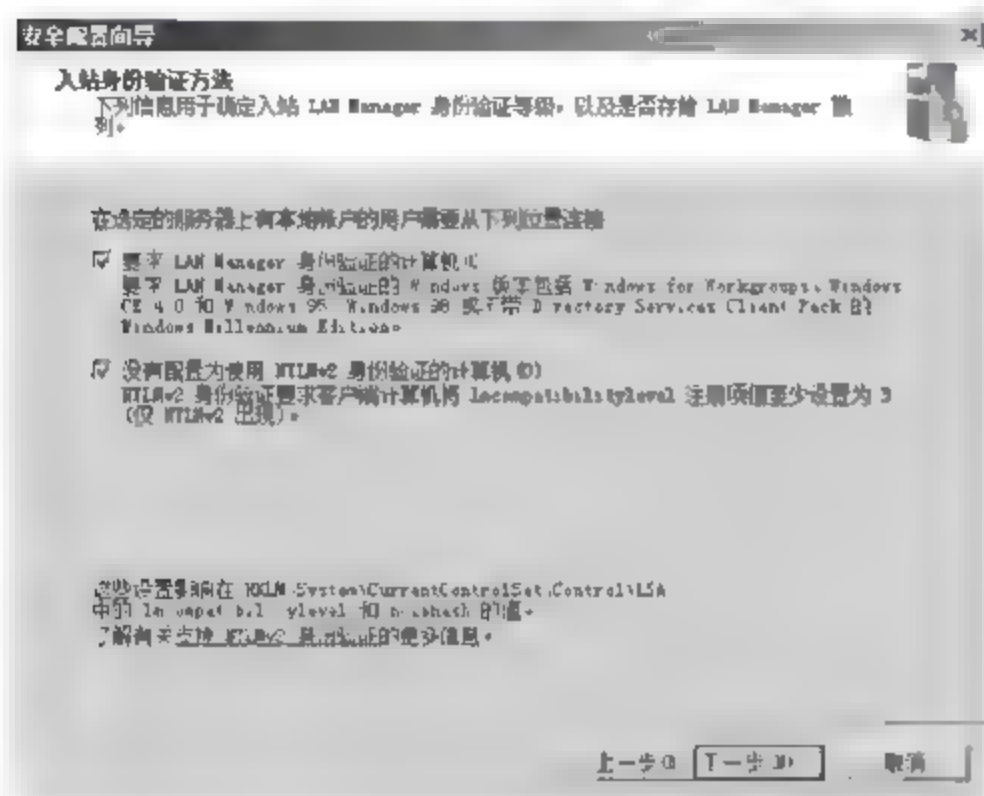 安全配置向导
入站身份验证方法
下列信息用于确定入站 LAN Manager 身份验证等级，以及是否存储 LAN Manager 散
列。
在选定的服务器上有本地帐户的用户需要从下列位置连接
要求 LAN Manager 身份验证的计算机
要求 LAN Manager 身份验证的 Windows 版本包括 Windows for Workgroups、Windows
CE 4.0 和 Windows 95、Windows 98 或不带 Directory Services Client Pack 的
Windows Millennium Edition。
没有配置为使用 NTLMv2 身份验证的计算机(O)
NTLMv2 身份验证要求客户端计算机将 lmcompatibilitylevel 注册项值至少设置为 3
(仅 NTLMv2 出现)。
这些设置影响在 HKLM\System\CurrentControlSet\Control\LSA
中的 lmcompatibilitylevel 和 nolmhash 的值。
了解有关支持 NTLMv2 身份验证的更多信息。
上一步 下一步 取消